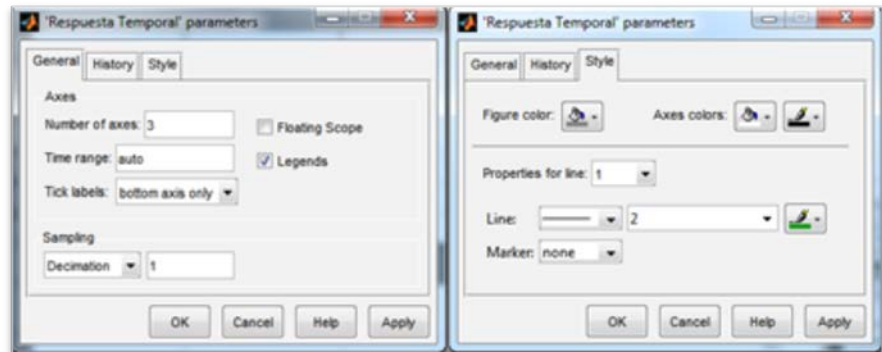 'Respuesta Temporal' parameters
General History Style
Axes
Number of axes: 3
Floating Scope
Time range: auto
Legends
Tick labels: bottom axis only
Sampling
Decimation 1
OK Cancel Help Apply
'Respuesta Temporal' parameters
General History Style
Figure color:
Axes colors:
Properties for line: 1
Line: 2
Marker: none
OK Cancel Help Apply